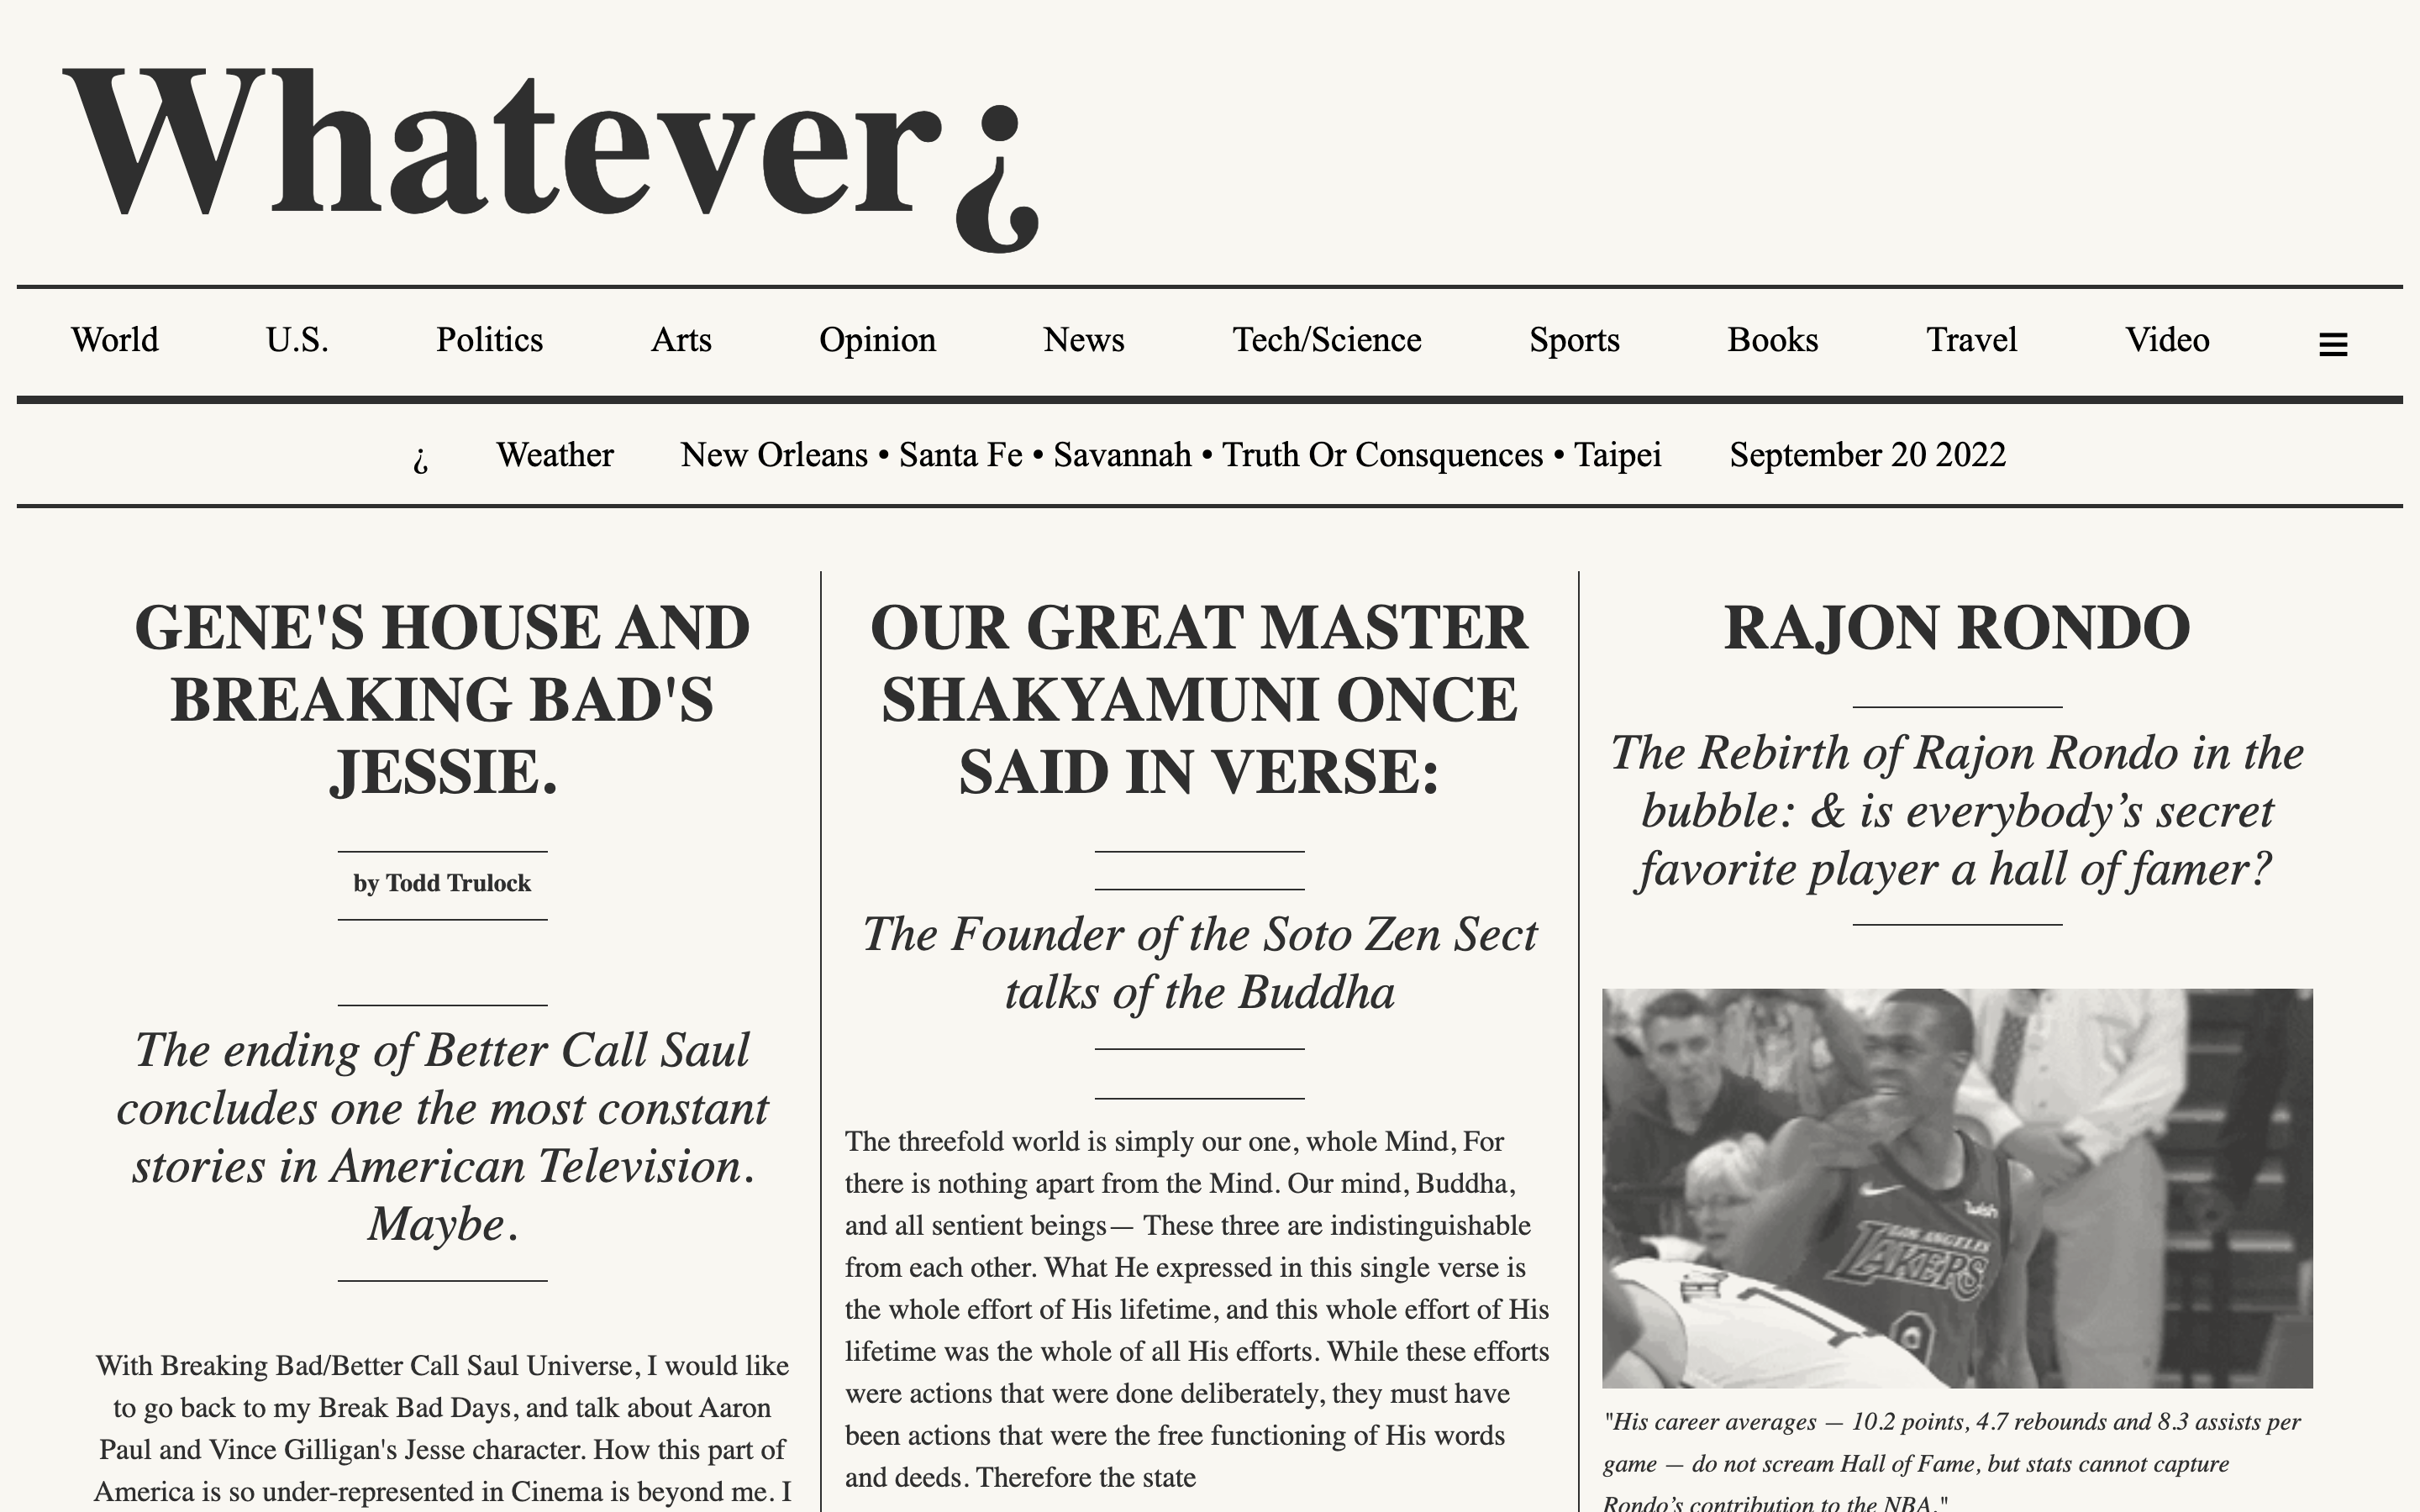 Whatever¿
World U.S. Politics Arts Opinion News Tech/Science Sports Books Travel Video ≡
¿ Weather New Orleans • Santa Fe • Savannah • Truth Or Consquences • Taipei September 20 2022
GENE'S HOUSE AND
BREAKING BAD'S
JESSIE.
by Todd Trulock
The ending of Better Call Saul
concludes one the most constant
stories in American Television.
Maybe.
With Breaking Bad/Better Call Saul Universe, I would like
to go back to my Break Bad Days, and talk about Aaron
Paul and Vince Gilligan's Jesse character. How this part of
America is so under-represented in Cinema is beyond me. I
OUR GREAT MASTER
SHAKYAMUNI ONCE
SAID IN VERSE:
The Founder of the Soto Zen Sect
talks of the Buddha
The threefold world is simply our one, whole Mind, For
there is nothing apart from the Mind. Our mind, Buddha,
and all sentient beings— These three are indistinguishable
from each other. What He expressed in this single verse is
the whole effort of His lifetime, and this whole effort of His
lifetime was the whole of all His efforts. While these efforts
were actions that were done deliberately, they must have
been actions that were the free functioning of His words
and deeds. Therefore the state
RAJON RONDO
The Rebirth of Rajon Rondo in the
bubble: & is everybody’s secret
favorite player a hall of famer?
wish
LOS ANGELES
LAKERS
9
"His career averages — 10.2 points, 4.7 rebounds and 8.3 assists per
game — do not scream Hall of Fame, but stats cannot capture
Rondo’s contribution to the NBA."